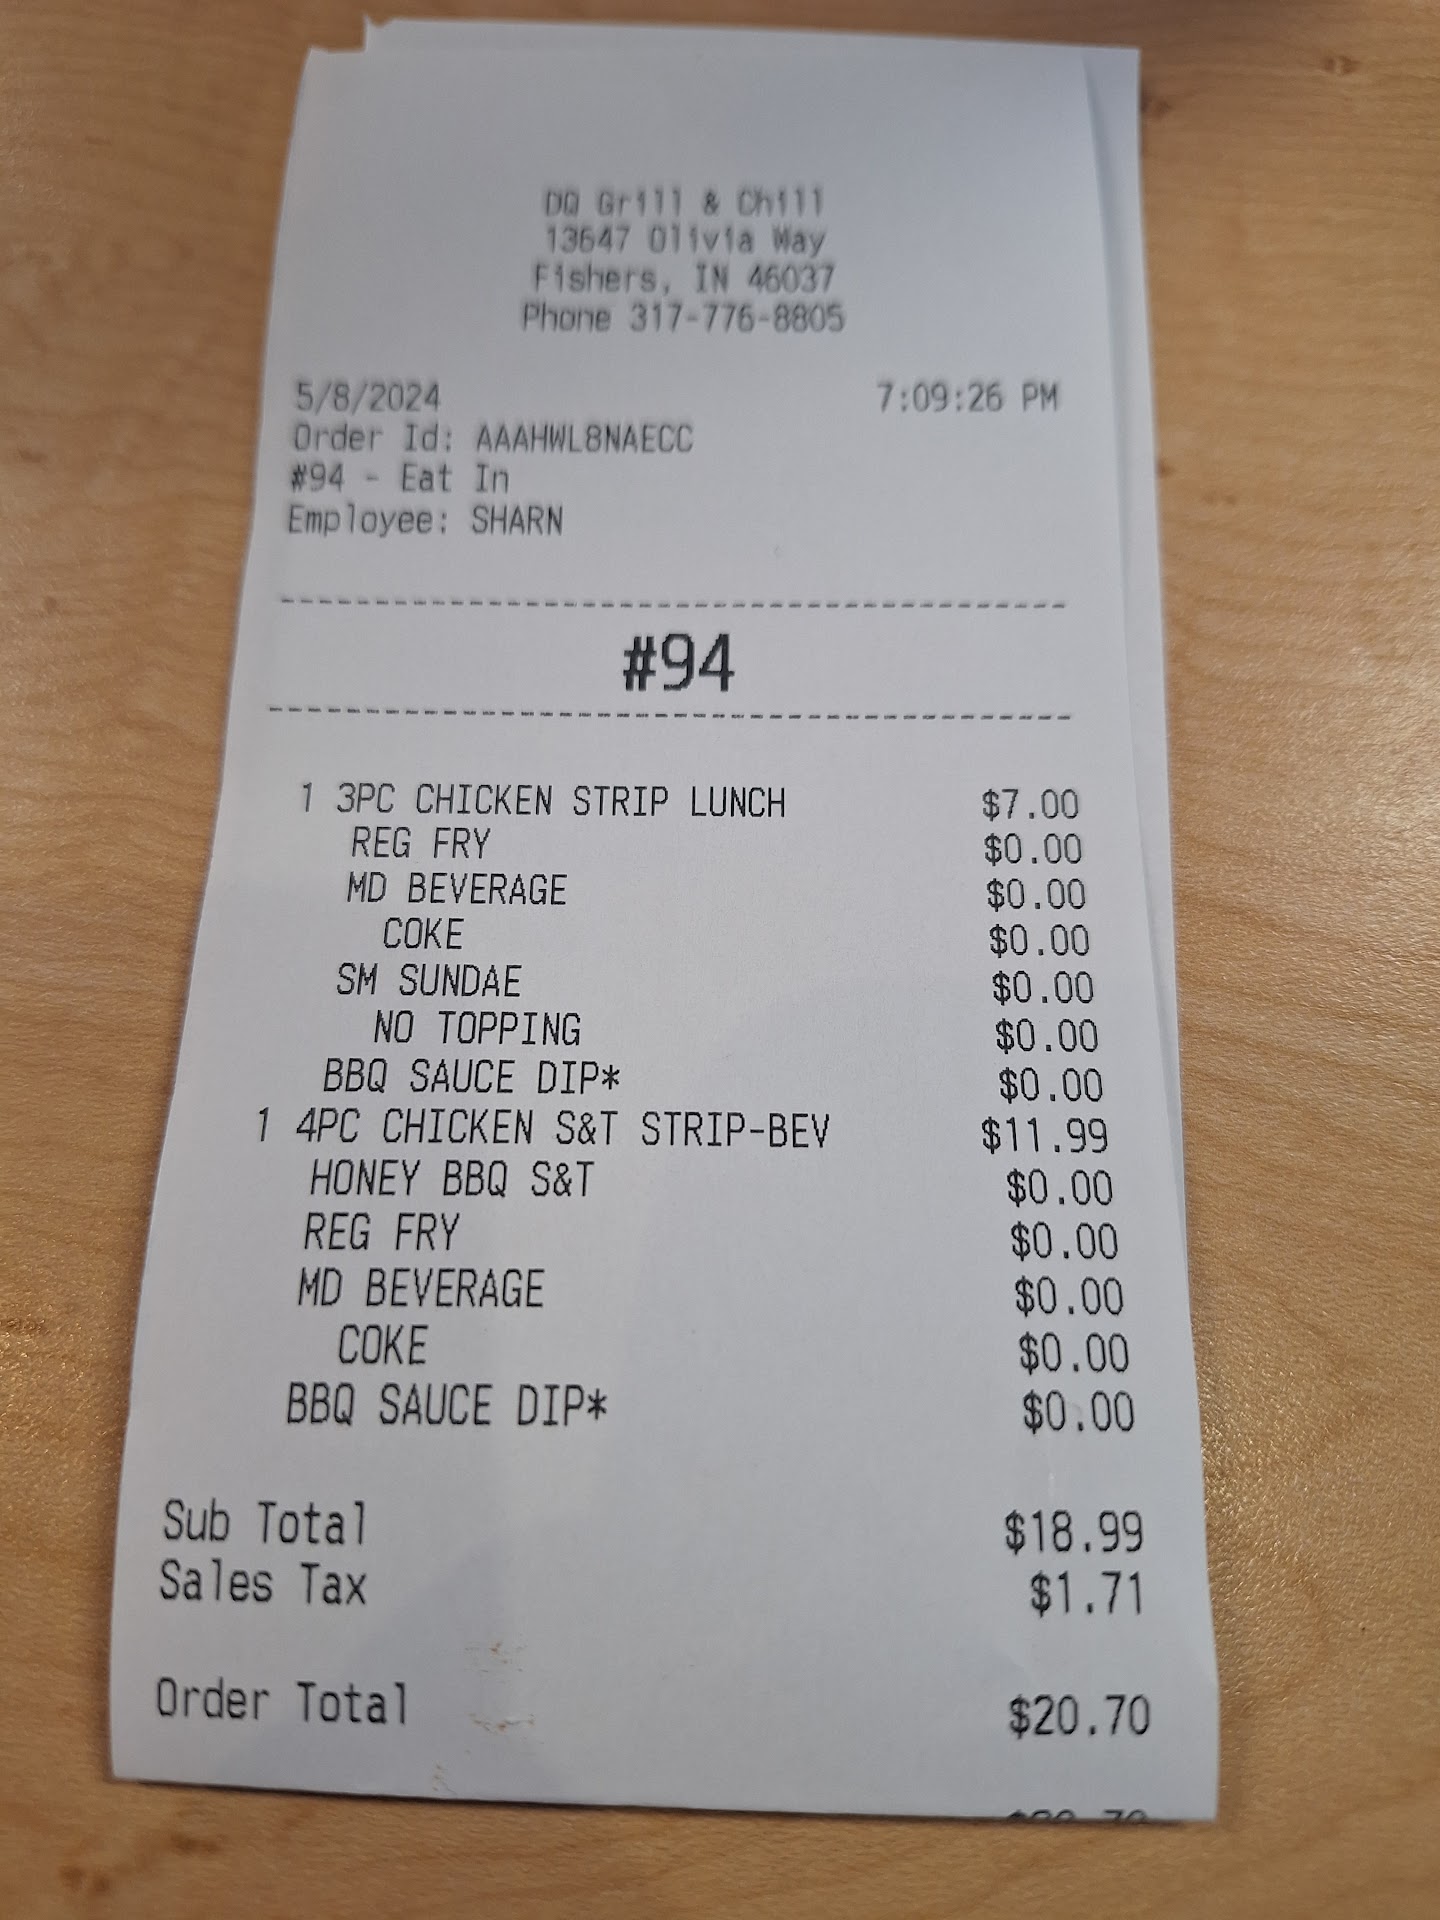 DQ Grill & Chill
13647 Olivia Way
Fishers, IN 46037
Phone 317-776-8805
5/8/2024 7:09:26 PM
Order Id: AAAHWL8NAECC
#94 - Eat In
Employee: SHARN
#94
1 3PC CHICKEN STRIP LUNCH $7.00
REG FRY $0.00
MD BEVERAGE $0.00
COKE $0.00
SM SUNDAE $0.00
NO TOPPING $0.00
BBQ SAUCE DIP* $0.00
1 4PC CHICKEN S&T STRIP-BEV $11.99
HONEY BBQ S&T $0.00
REG FRY $0.00
MD BEVERAGE $0.00
COKE $0.00
BBQ SAUCE DIP* $0.00
Sub Total $18.99
Sales Tax $1.71
Order Total $20.70